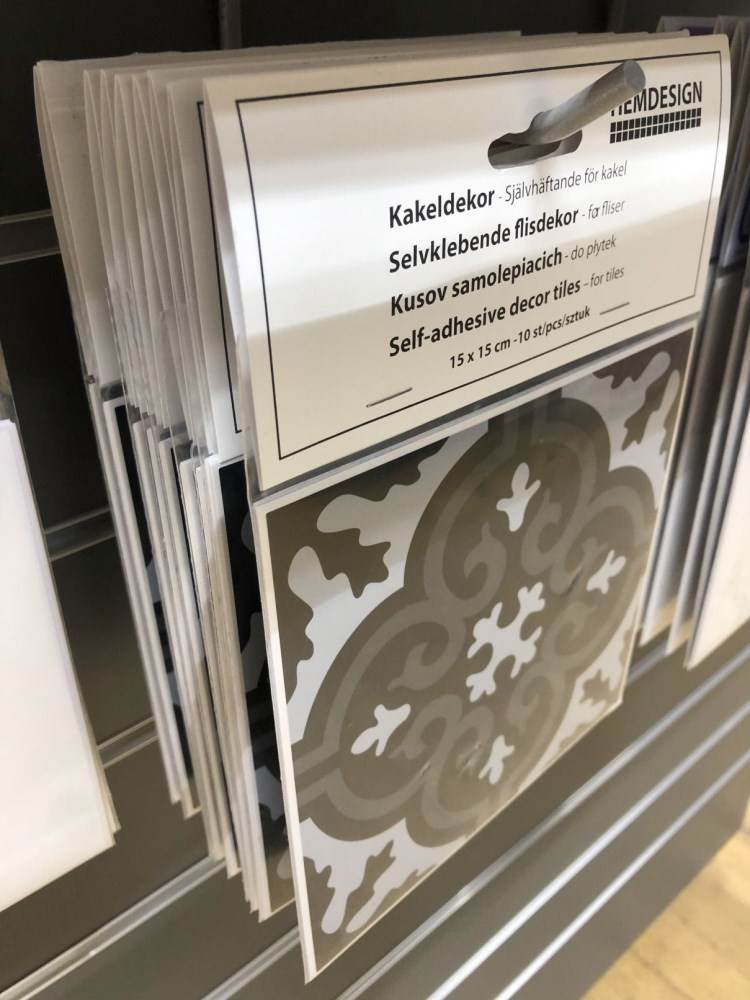 HEMDESIGN
Kakeldekor - Självhäftande för kakel
Selvklebende flisdekor - for fliser
Kusov samolepiacich - do płytek
Self-adhesive decor tiles - for tiles
15 x 15 cm - 10 st/pcs/sztuk